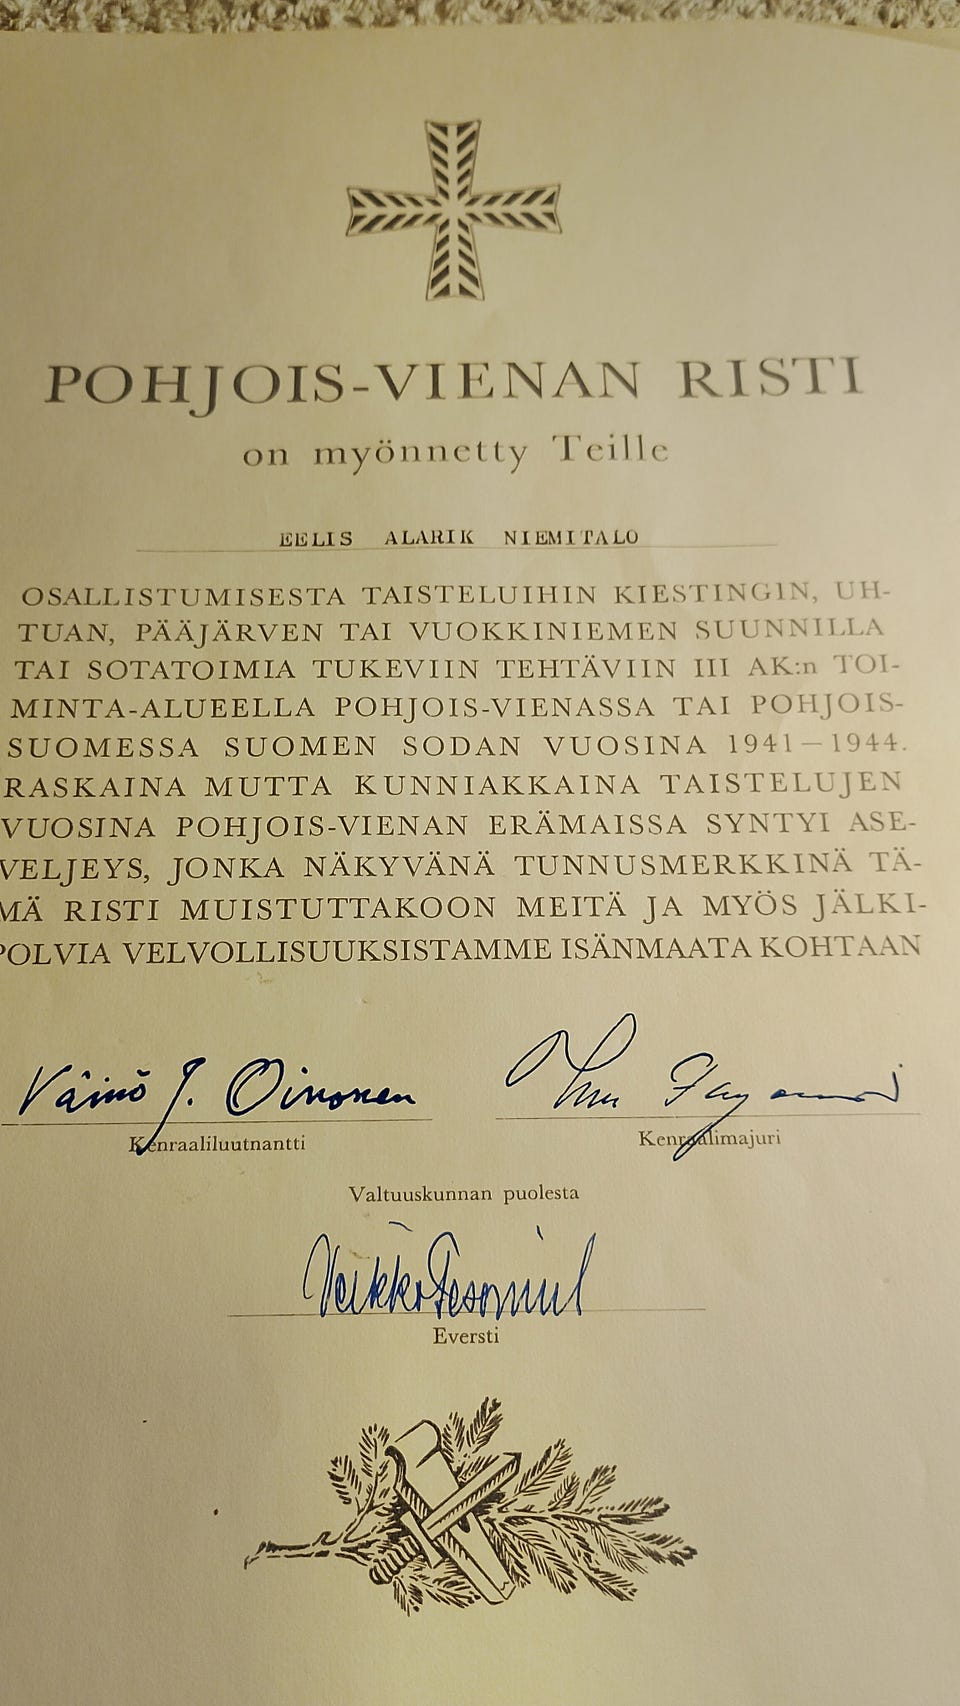 POHJOIS-VIENAN RISTI
on myönnetty Teille
EELIS ALARIK NIEMITALO
OSALLISTUMISESTA TAISTELUIHIN KIESTINGIN, UH-
TUAN, PÄÄJÄRVEN TAI VUOKKINIEMEN SUUNNILLA
TAI SOTATOIMIA TUKEVIIN TEHTÄVIIN III AK:n TOI-
MINTA-ALUEELLA POHJOIS-VIENASSA TAI POHJOIS-
SUOMESSA SUOMEN SODAN VUOSINA 1941—1944.
RASKAINA MUTTA KUNNIAKKAINA TAISTELUJEN
VUOSINA POHJOIS-VIENAN ERÄMAISSA SYNTYI ASE-
VELJEYS, JONKA NÄKYVÄNÄ TUNNUSMERKKINÄ TÄ-
MÄ RISTI MUISTUTTAKOON MEITÄ JA MYÖS JÄLKI-
POLVIA VELVOLLISUUKSISTAMME ISÄNMAATA KOHTAAN
Väinö J. Oinonen
Kenraaliluutnantti
Kenraalimajuri
Valtuuskunnan puolesta
Veikko
Eversti